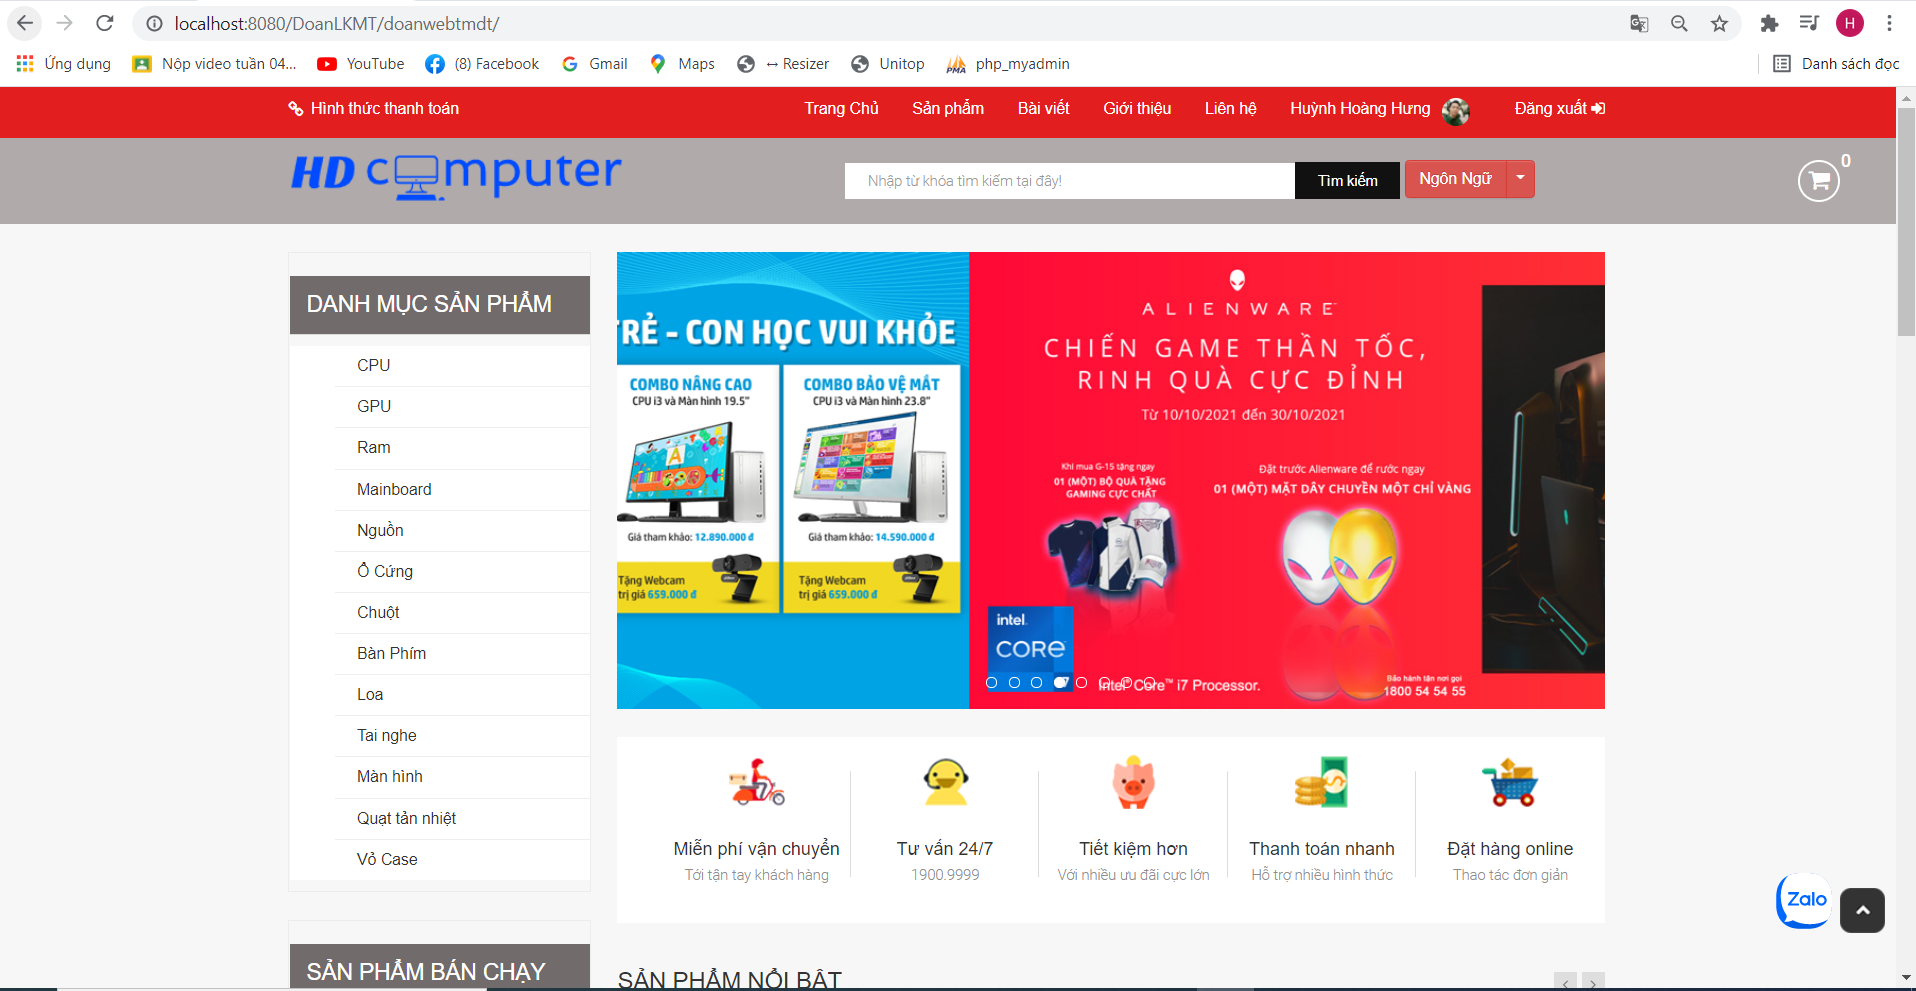 localhost:8080/DoanLKMT/doanwebtmdt/
H
Ứng dụng
Nộp video tuần 04...
YouTube
(8) Facebook
Gmail
Maps
↔ Resizer
Unitop
PMA
php_myadmin
Danh sách đọc
Hình thức thanh toán
Trang Chủ
Sản phẩm
Bài viết
Giới thiệu
Liên hệ
Huỳnh Hoàng Hưng
Đăng xuất
HD computer
Nhập từ khóa tìm kiếm tại đây!
Tìm kiếm
Ngôn Ngữ
0
DANH MỤC SẢN PHẨM
CPU
GPU
Ram
Mainboard
Nguồn
Ổ Cứng
Chuột
Bàn Phím
Loa
Tai nghe
Màn hình
Quạt tản nhiệt
Vỏ Case
SẢN PHẨM BÁN CHẠY
TRẺ - CON HỌC VUI KHỎE
COMBO NÂNG CAO
CPU i3 và Màn hình 19.5"
Giá tham khảo: 12.890.000 đ
Tặng Webcam
trị giá 659.000 đ
COMBO BẢO VỆ MẮT
CPU i3 và Màn hình 23.8"
Giá tham khảo: 14.590.000 đ
Tặng Webcam
trị giá 659.000 đ
ALIENWARE
CHIẾN GAME THẦN TỐC,
RINH QUÀ CỰC ĐỈNH
Từ 10/10/2021 đến 30/10/2021
Khi mua G-15 tặng ngay
01 (MỘT) BỘ QUÀ TẶNG
GAMING CỰC CHẤT
Đặt trước Alienware để rước ngay
01 (MỘT) MẶT DÂY CHUYỀN MỘT CHỈ VÀNG
intel.
CORE
i7
Intel® Core™ i7 Processor.
Bảo hành tận nơi gọi
1800 54 54 55
Miễn phí vận chuyển
Tới tận tay khách hàng
Tư vấn 24/7
1900.9999
Tiết kiệm hơn
Với nhiều ưu đãi cực lớn
Thanh toán nhanh
Hỗ trợ nhiều hình thức
Đặt hàng online
Thao tác đơn giản
Zalo
SẢN PHẨM NỔI BẬT